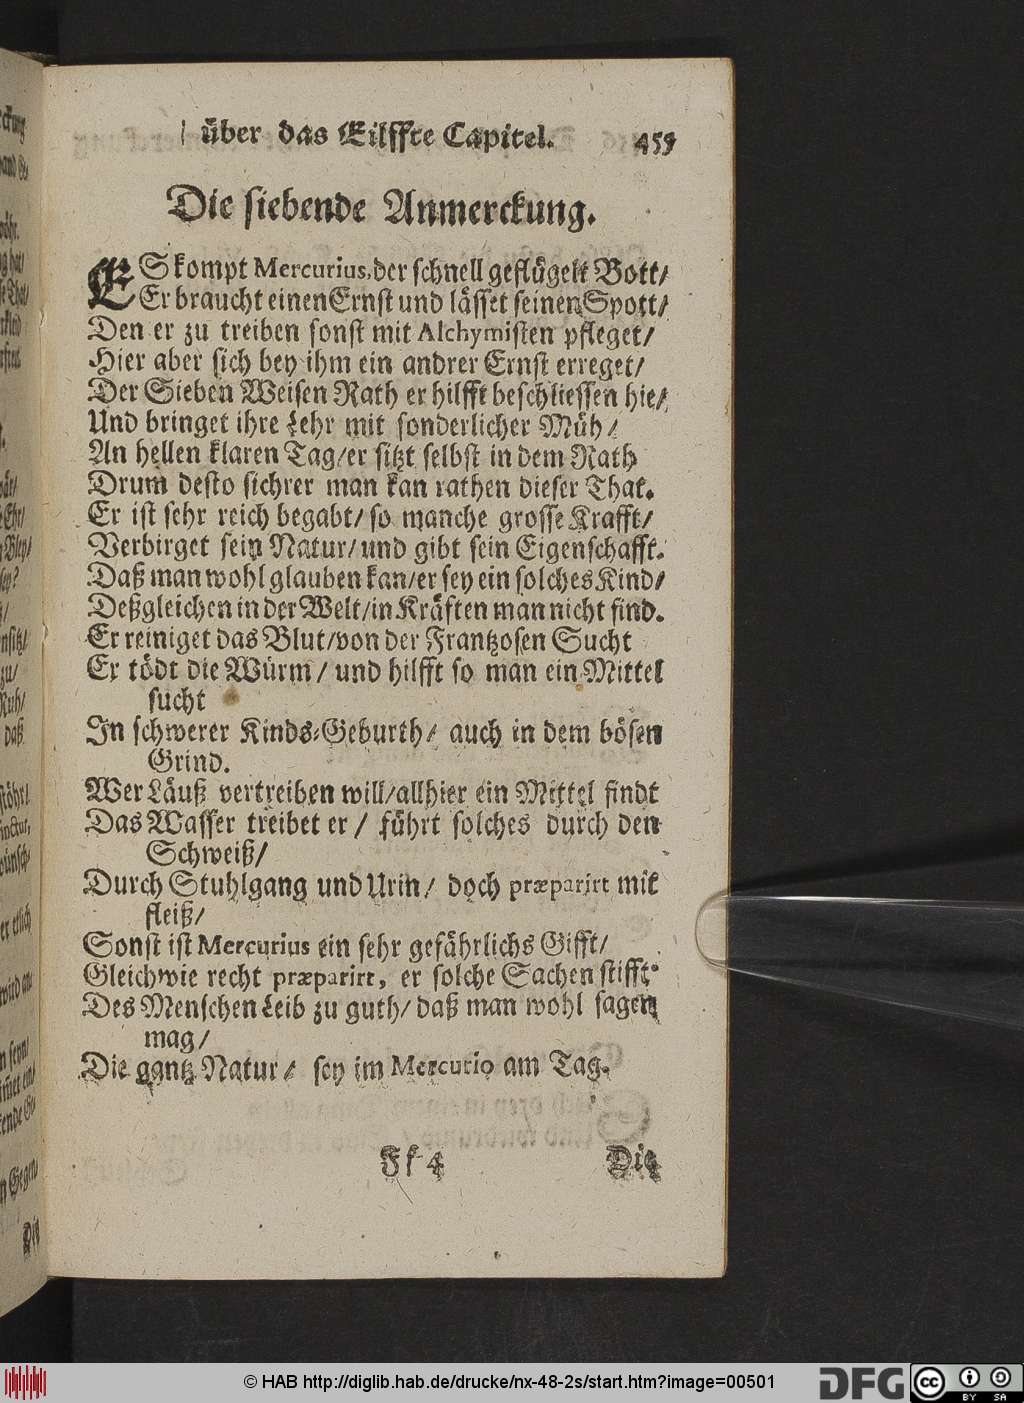 über das Eilffte Capitel. 459
Die siebende Anmerckung.
ES kompt Mercurius, der schnell geflügelt Bott/
Er braucht einen Ernst und lässet seinen Spott/
Den er zu treiben sonst mit Alchymisten pfleget/
Hier aber sich bey ihm ein andrer Ernst erreget/
Der Sieben Weisen Rath er hilfft beschliessen hie/
Und bringet ihre Lehr mit sonderlicher Müh/
An hellen klaren Tag/er sitzt selbst in dem Rath
Drum desto sichrer man kan rathen dieser That.
Er ist sehr reich begabt/ so manche grosse Krafft/
Verbirget sein Natur/und gibt sein Eigenschafft.
Daß man wohl glauben kan/er sey ein solches Kind/
Deßgleichen in der Welt/in Kräften man nicht find.
Er reiniget das Blut/von der Frantzosen Sucht
Er tödt die Würm/ und hilfft so man ein Mittel
sucht
In schwerer Kinds-Geburth/ auch in dem bösen
Grind.
Wer Läuß vertreiben will/allhier ein Mittel findt
Das Wasser treibet er/ führt solches durch den
Schweiß/
Durch Stuhlgang und Urin/ doch præparirt mit
fleiß/
Sonst ist Mercurius ein sehr gefährlichs Gifft/
Gleichwie recht præparirt, er solche Sachen stifft
Des Menschen Leib zu guth/ daß man wohl sagen
mag/
Die gantz Natur/ sey im Mercurio am Tag.
Ff 4 Die
© HAB http://diglib.hab.de/drucke/nx-48-2s/start.htm?image=00501
DFG
cc BY SA